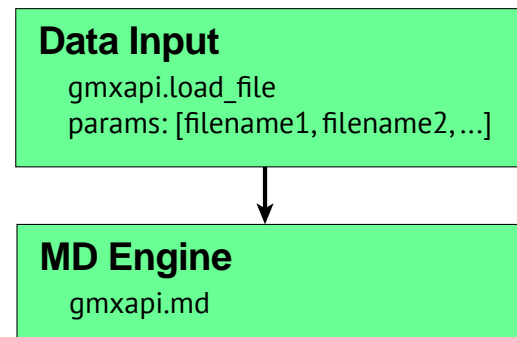 Data Input
gmxapi.load_file
params: [filename1, filename2, ...]
MD Engine
gmxapi.md